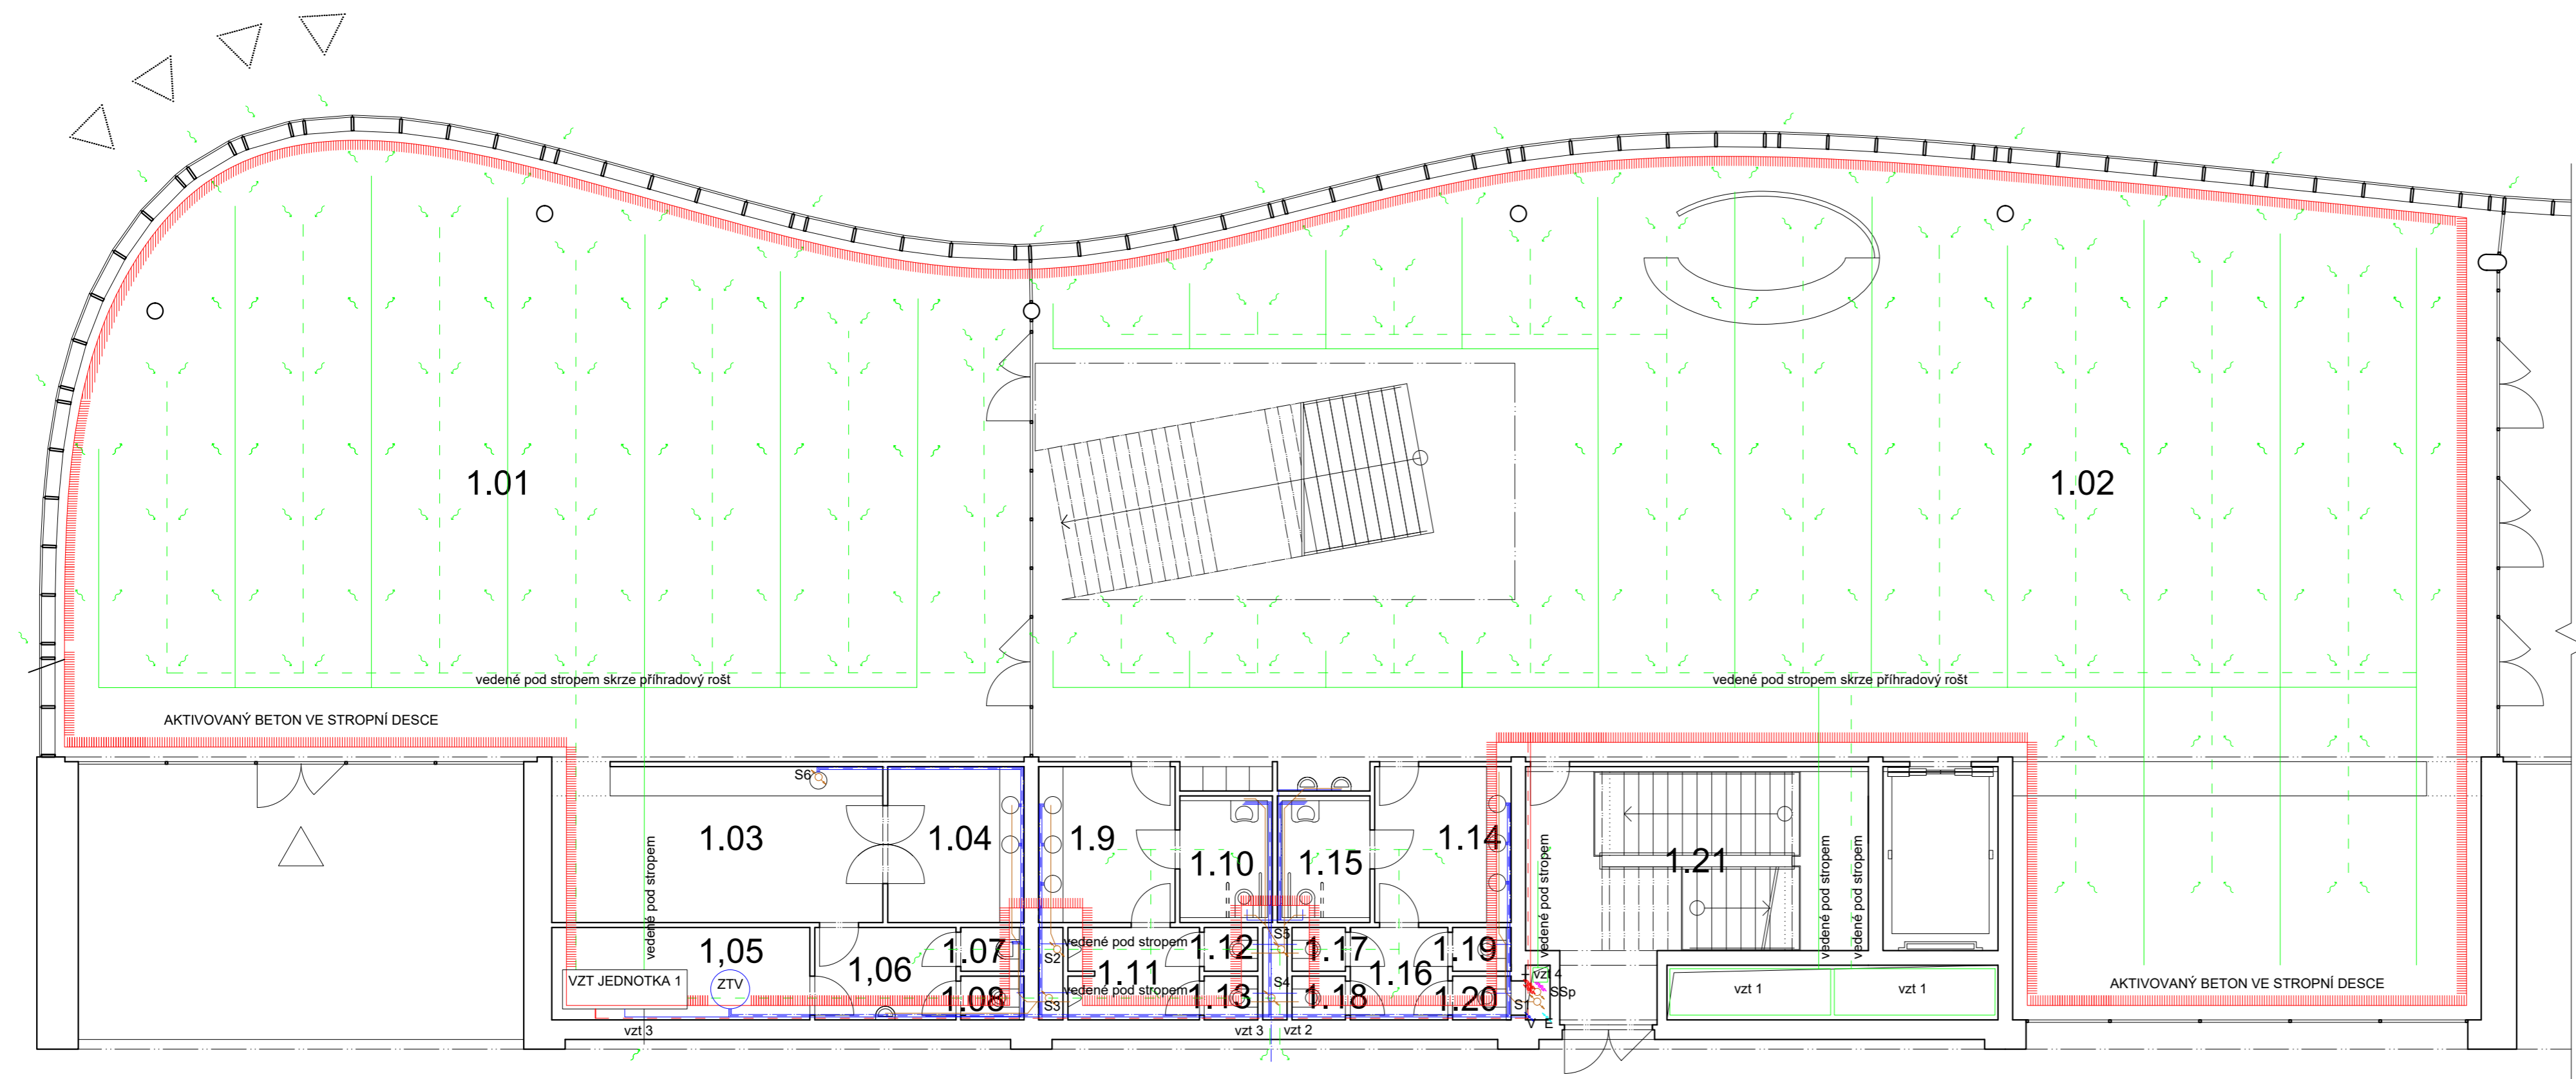 1.01
1.02
vedené pod stropem skrze příhradový rošt
vedené pod stropem skrze příhradový rošt
AKTIVOVANÝ BETON VE STROPNÍ DESCE
S6
1.03
1.04
1.9
1.10
1.15
1.14
1.21
vedené pod stropem
vedené pod stropem
vedené pod stropem
vedené pod stropem
1,05
1,06
1.07
1.08
S2
S3
vedené pod stropem
vedené pod stropem
1.11
1.12
1.13
S5
S4
1.17
1.18
1.16
1.19
1.20
VZT JEDNOTKA 1
ZTV
S1
vzt 4
SSp
V
E
vzt 1
vzt 1
AKTIVOVANÝ BETON VE STROPNÍ DESCE
vzt 3
vzt 3
vzt 2